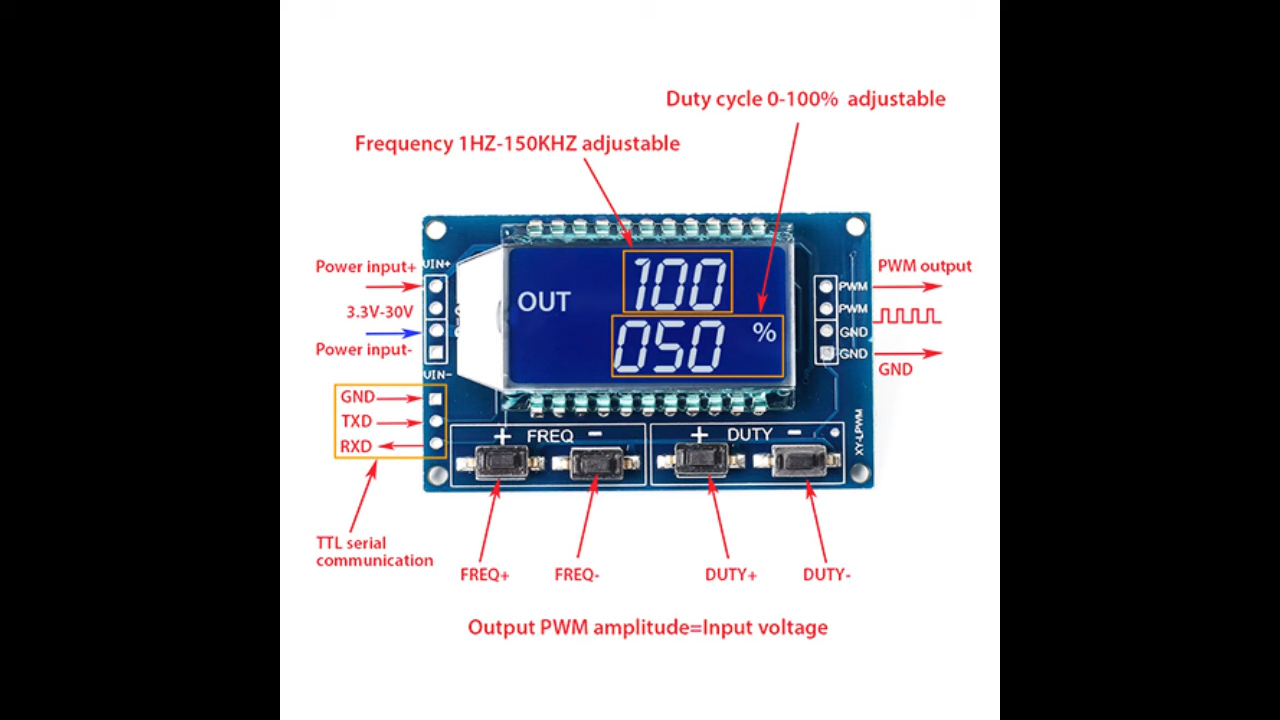 Duty cycle 0-100% adjustable
Frequency 1HZ-150KHZ adjustable
Power input+
VIN+
3.3V-30V
Power input-
VIN-
OUT
100
050 %
PWM output
PWM
PWM
GND
GND
GND
GND
TXD
RXD
+ FREQ -
+ DUTY -
XY-LPWM
TTL serial
communication
FREQ+
FREQ-
DUTY+
DUTY-
Output PWM amplitude=Input voltage